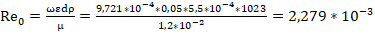 Re₀ = ωεdρ/μ = 9,721*10⁻⁴*0,05*5,5*10⁻⁴*1023/1,2*10⁻² = 2,279 * 10⁻³